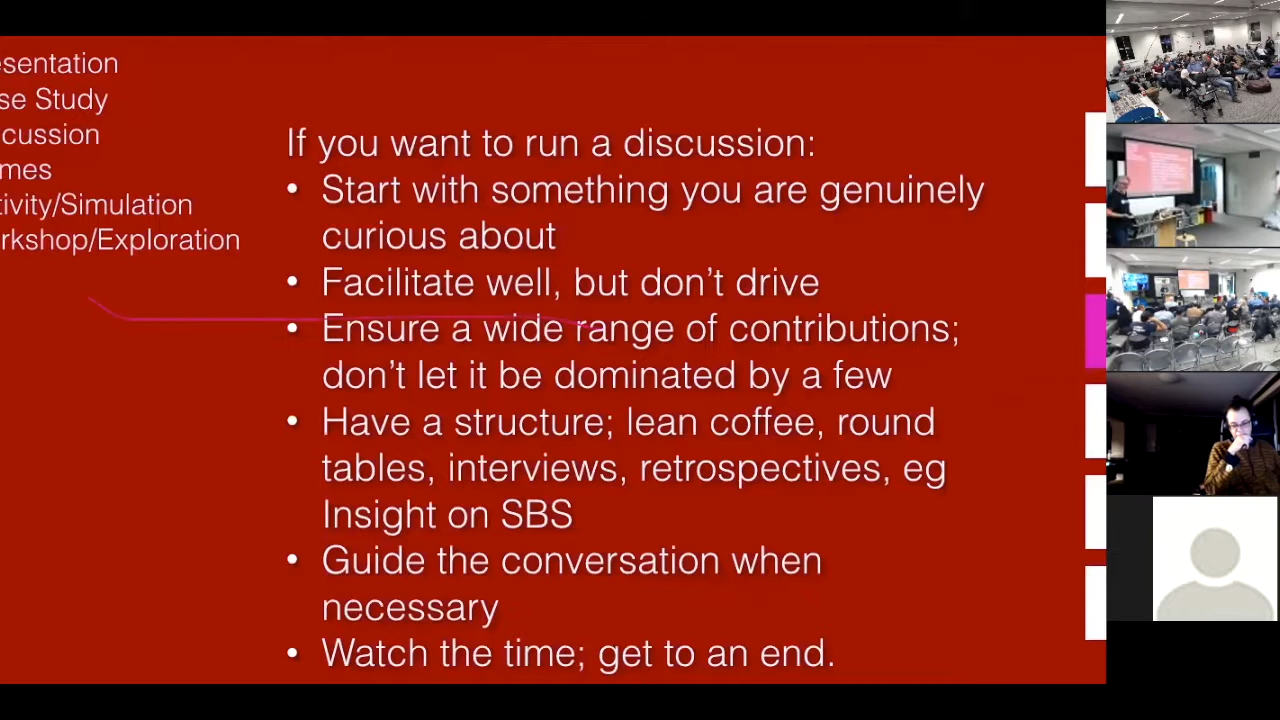 esentation
se Study
cussion
mes
tivity/Simulation
rkshop/Exploration
If you want to run a discussion:
• Start with something you are genuinely
curious about
• Facilitate well, but don’t drive
• Ensure a wide range of contributions;
don’t let it be dominated by a few
• Have a structure; lean coffee, round
tables, interviews, retrospectives, eg
Insight on SBS
• Guide the conversation when
necessary
• Watch the time; get to an end.